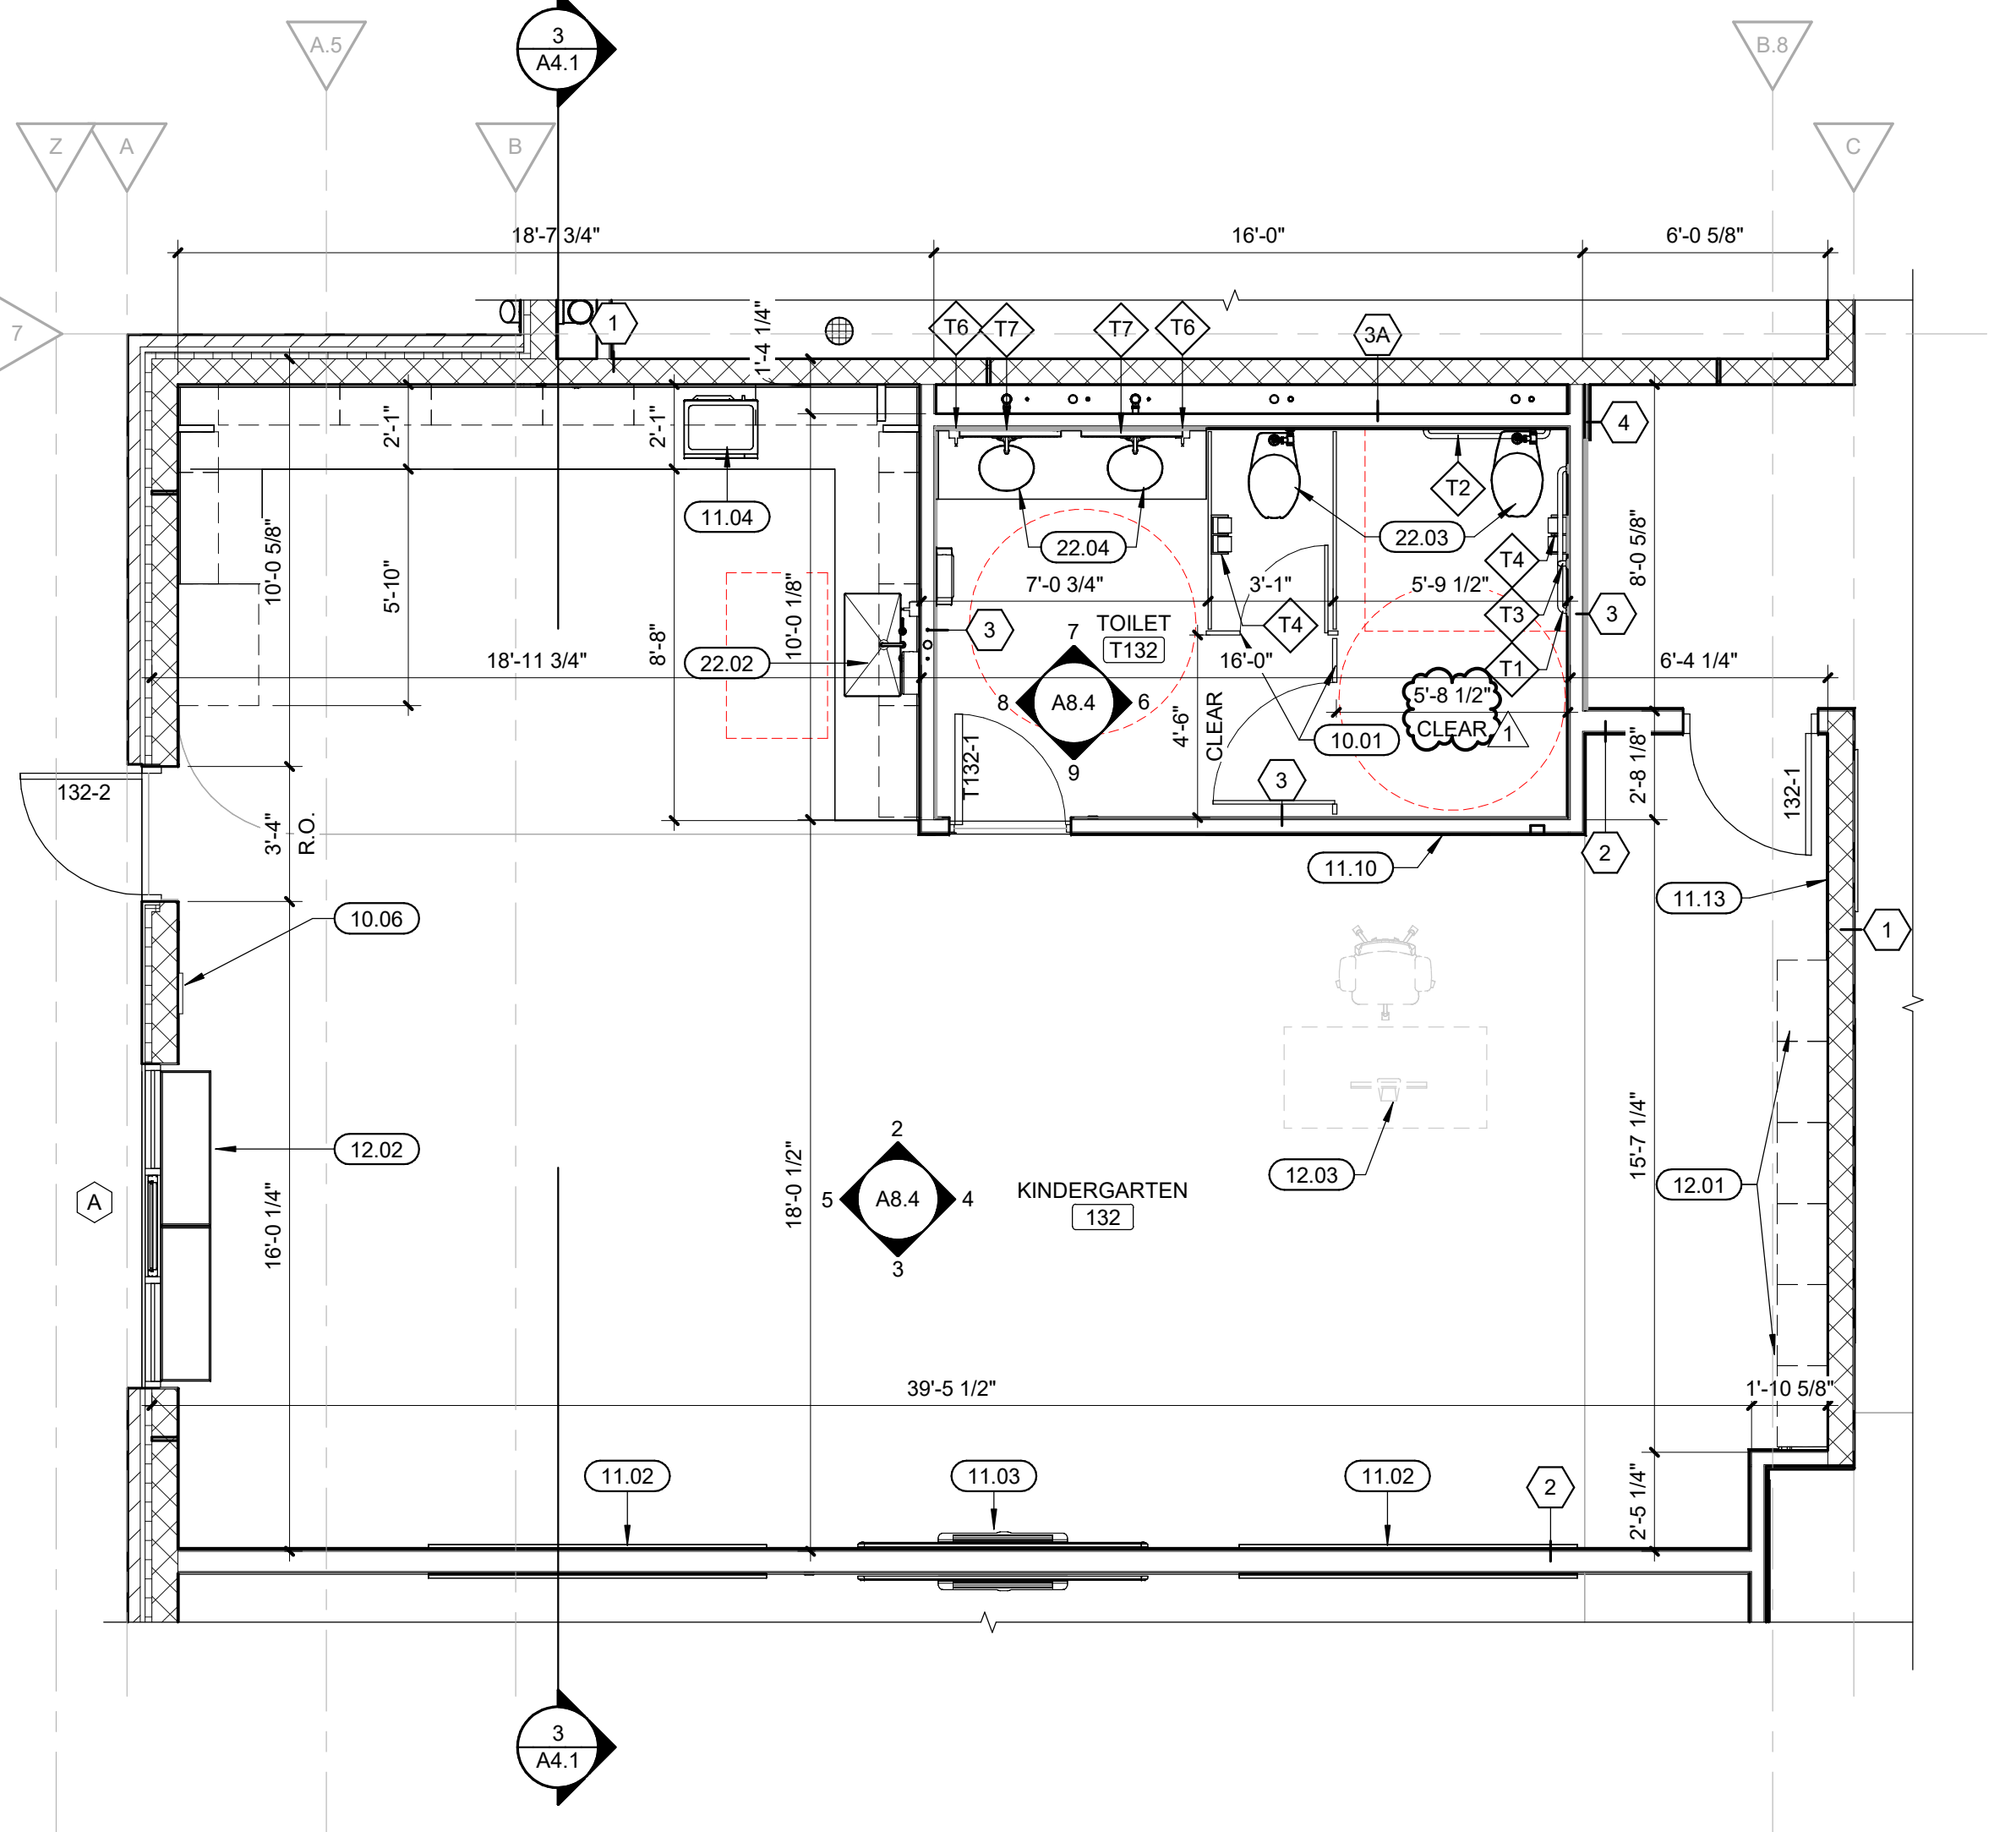 3
A4.1
A.5
B.8
Z
A
B
C
18'-7 3/4"
16'-0"
6'-0 5/8"
7
1
1'-4 1/4"
T6
T7
T7
T6
3A
4
2'-1"
2'-1"
11.04
T2
22.04
22.03
10'-0 5/8"
5'-10"
10'-0 1/8"
8'-8"
8'-0 5/8"
T4
T3
T1
7'-0 3/4"
3'-1"
5'-9 1/2"
3
T4
3
TOILET
T132
18'-11 3/4"
22.02
16'-0"
6'-4 1/4"
7
8
A8.4
6
9
4'-6"
CLEAR
5'-8 1/2"
CLEAR
1
10.01
2'-8 1/8"
T132-1
3
132-2
132-1
3'-4"
R.O.
2
11.10
11.13
10.06
1
12.02
2
5
A8.4
4
3
KINDERGARTEN
132
12.03
12.01
15'-7 1/4"
A
16'-0 1/4"
18'-0 1/2"
39'-5 1/2"
1'-10 5/8"
11.02
11.03
11.02
2
2'-5 1/4"
3
A4.1